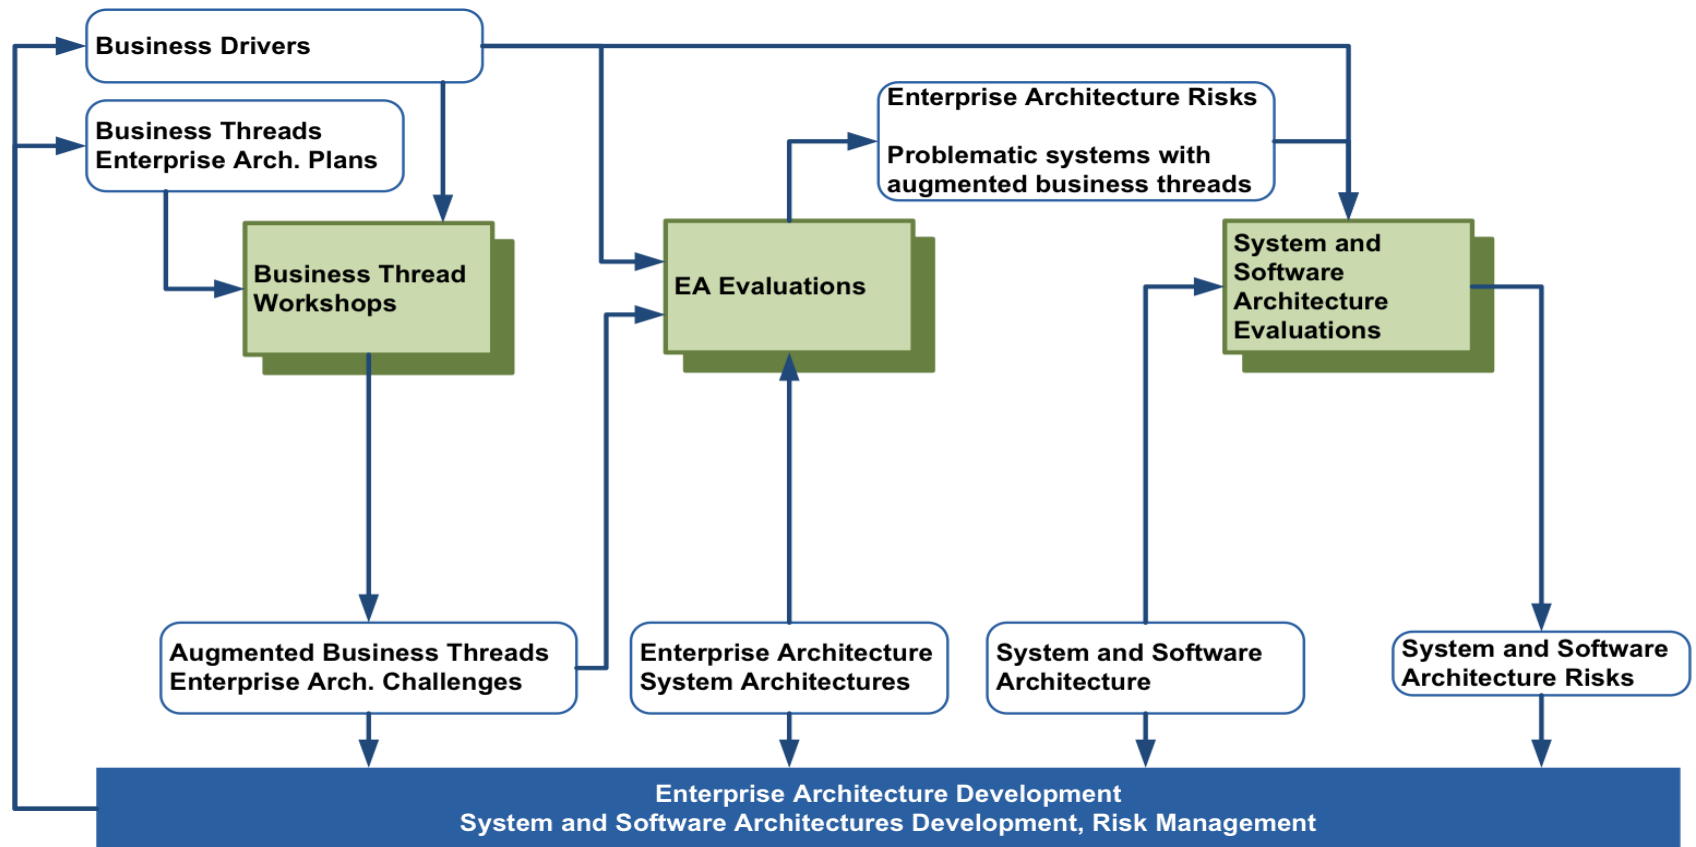 Business Drivers
Business Threads
Enterprise Arch. Plans
Enterprise Architecture Risks
Problematic systems with
augmented business threads
Business Thread
Workshops
EA Evaluations
System and
Software
Architecture
Evaluations
Augmented Business Threads
Enterprise Arch. Challenges
Enterprise Architecture
System Architectures
System and Software
Architecture
System and Software
Architecture Risks
Enterprise Architecture Development
System and Software Architectures Development, Risk Management